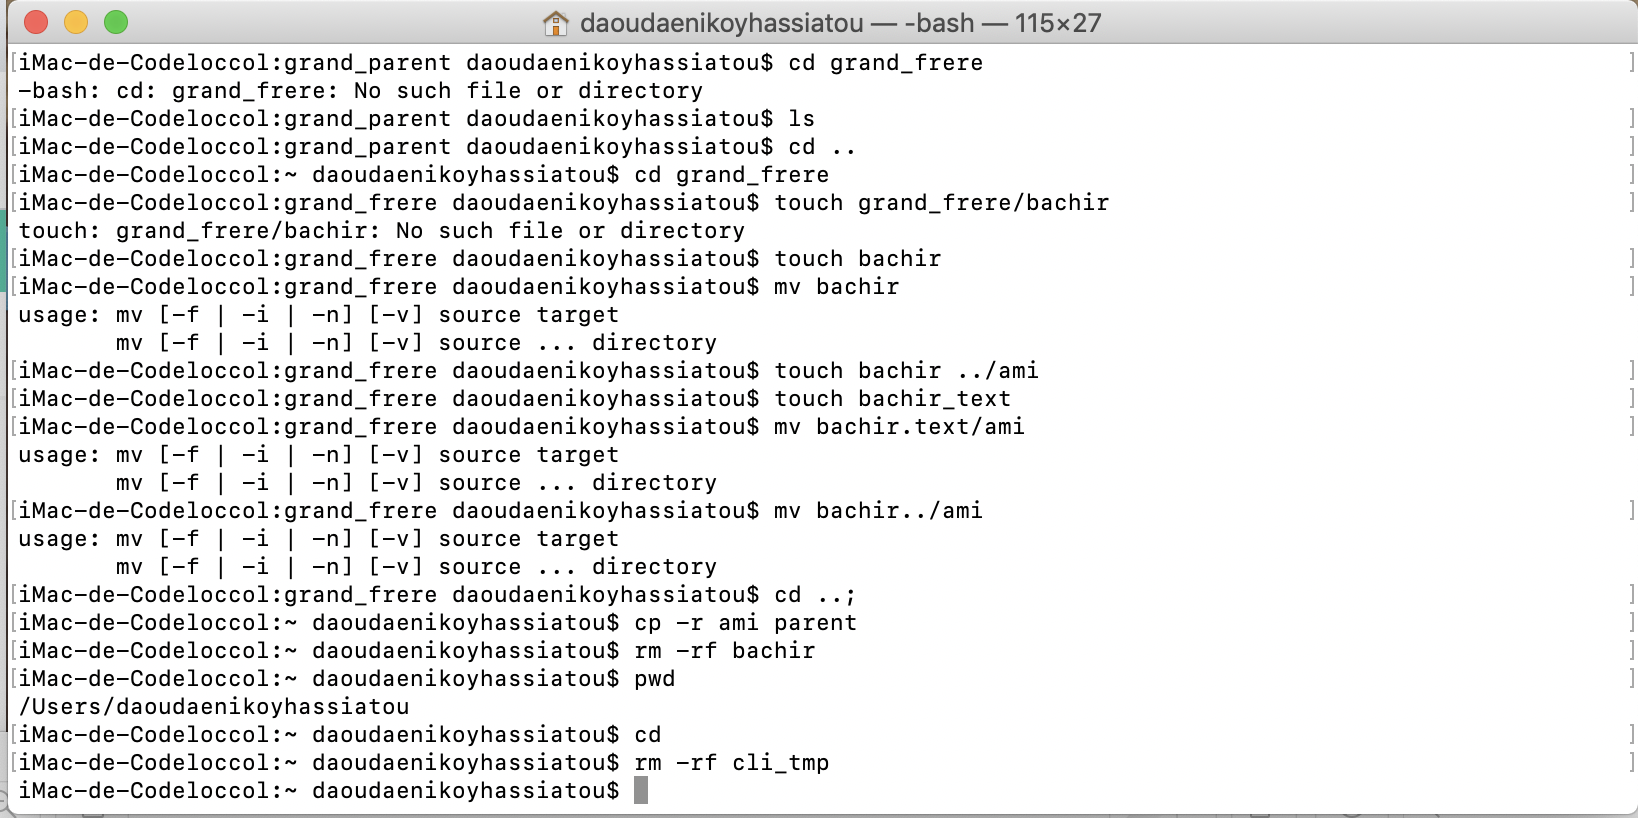 daoudaenikoyhassiatou — -bash — 115×27
[iMac-de-Codeloccol:grand_parent daoudaenikoyhassiatou$ cd grand_frere ]
-bash: cd: grand_frere: No such file or directory
[iMac-de-Codeloccol:grand_parent daoudaenikoyhassiatou$ ls ]
[iMac-de-Codeloccol:grand_parent daoudaenikoyhassiatou$ cd .. ]
[iMac-de-Codeloccol:~ daoudaenikoyhassiatou$ cd grand_frere ]
[iMac-de-Codeloccol:grand_frere daoudaenikoyhassiatou$ touch grand_frere/bachir ]
touch: grand_frere/bachir: No such file or directory
[iMac-de-Codeloccol:grand_frere daoudaenikoyhassiatou$ touch bachir ]
[iMac-de-Codeloccol:grand_frere daoudaenikoyhassiatou$ mv bachir ]
usage: mv [-f | -i | -n] [-v] source target
       mv [-f | -i | -n] [-v] source ... directory
[iMac-de-Codeloccol:grand_frere daoudaenikoyhassiatou$ touch bachir ../ami ]
[iMac-de-Codeloccol:grand_frere daoudaenikoyhassiatou$ touch bachir_text ]
[iMac-de-Codeloccol:grand_frere daoudaenikoyhassiatou$ mv bachir.text/ami ]
usage: mv [-f | -i | -n] [-v] source target
       mv [-f | -i | -n] [-v] source ... directory
[iMac-de-Codeloccol:grand_frere daoudaenikoyhassiatou$ mv bachir../ami ]
usage: mv [-f | -i | -n] [-v] source target
       mv [-f | -i | -n] [-v] source ... directory
[iMac-de-Codeloccol:grand_frere daoudaenikoyhassiatou$ cd ..; ]
[iMac-de-Codeloccol:~ daoudaenikoyhassiatou$ cp -r ami parent ]
[iMac-de-Codeloccol:~ daoudaenikoyhassiatou$ rm -rf bachir ]
[iMac-de-Codeloccol:~ daoudaenikoyhassiatou$ pwd ]
/Users/daoudaenikoyhassiatou
[iMac-de-Codeloccol:~ daoudaenikoyhassiatou$ cd ]
[iMac-de-Codeloccol:~ daoudaenikoyhassiatou$ rm -rf cli_tmp ]
iMac-de-Codeloccol:~ daoudaenikoyhassiatou$